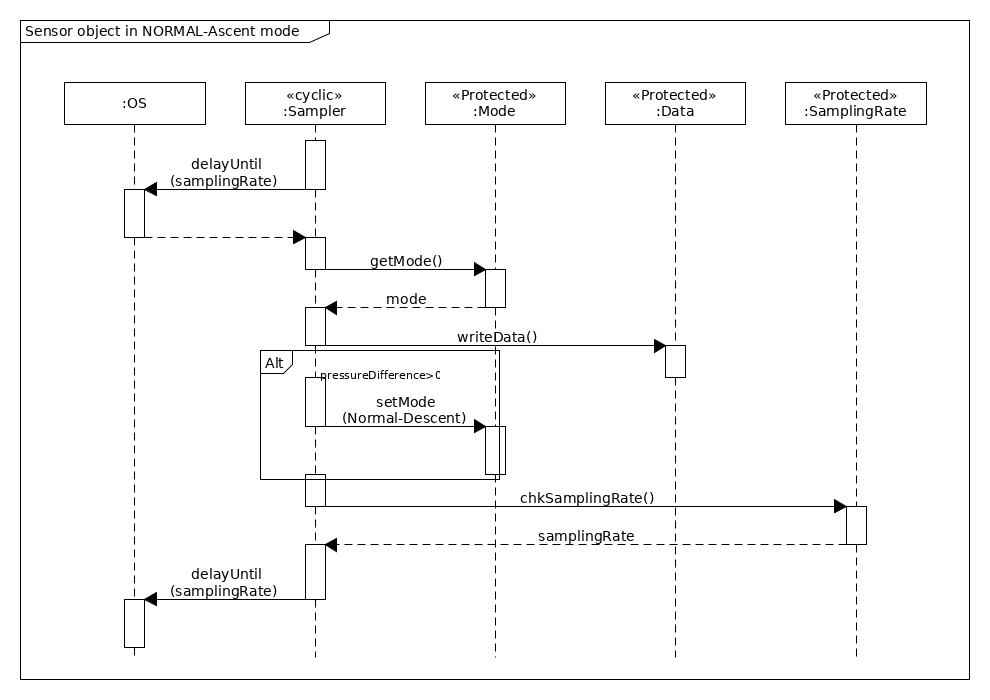 Sensor object in NORMAL-Ascent mode
:OS
«cyclic»
:Sampler
«Protected»
:Mode
«Protected»
:Data
«Protected»
:SamplingRate
delayUntil
(samplingRate)
getMode()
mode
writeData()
Alt
pressureDifference>0
setMode
(Normal-Descent)
chkSamplingRate()
samplingRate
delayUntil
(samplingRate)